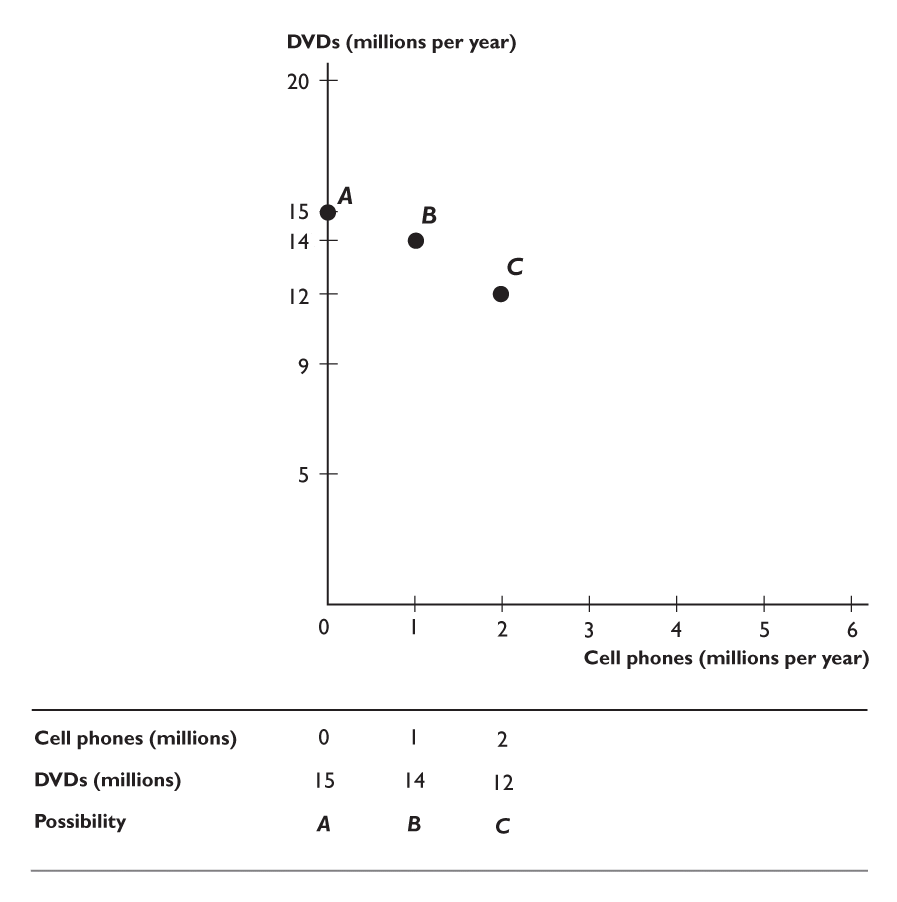 DVDs (millions per year)
20
A
15
B
14
C
12
9
5
0 1 2 3 4 5 6
Cell phones (millions per year)
Cell phones (millions) 0 1 2
DVDs (millions) 15 14 12
Possibility A B C